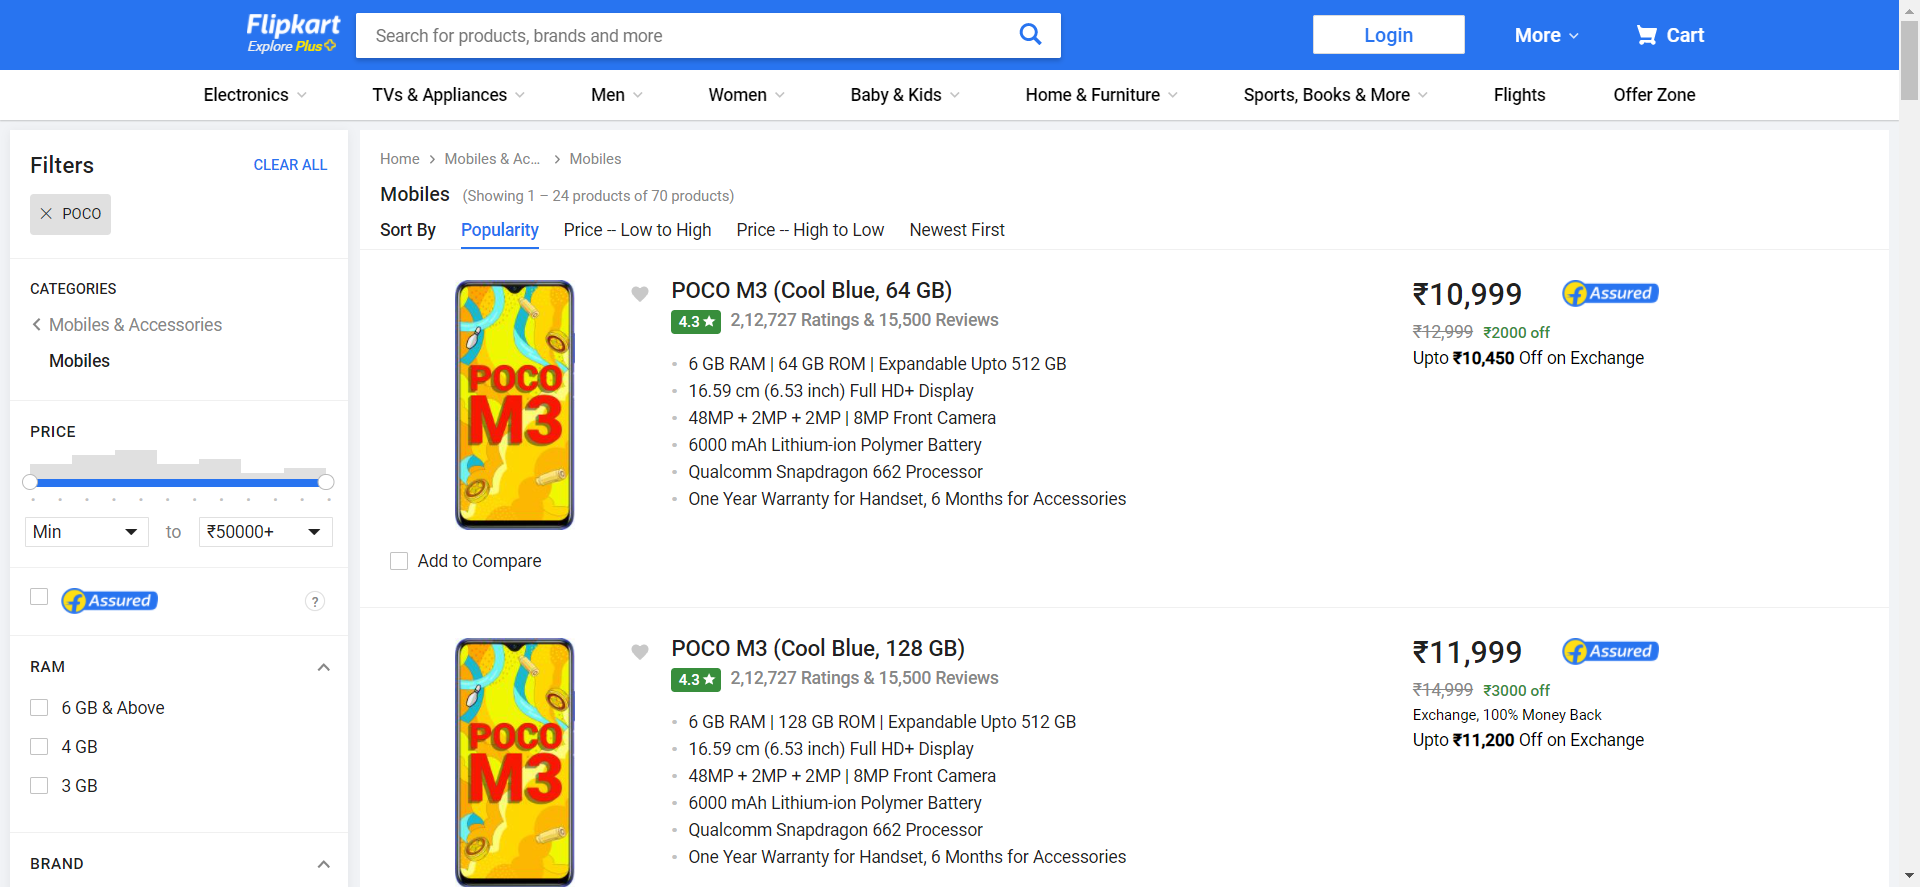 Flipkart
Explore Plus
Search for products, brands and more
Login
More
Cart
Electronics
TVs & Appliances
Men
Women
Baby & Kids
Home & Furniture
Sports, Books & More
Flights
Offer Zone
Filters
CLEAR ALL
POCO
CATEGORIES
Mobiles & Accessories
Mobiles
PRICE
Min
to
₹50000+
Assured
?
RAM
6 GB & Above
4 GB
3 GB
BRAND
Home
Mobiles & Ac...
Mobiles
Mobiles (Showing 1 – 24 products of 70 products)
Sort By
Popularity
Price -- Low to High
Price -- High to Low
Newest First
POCO
M3
Add to Compare
POCO M3 (Cool Blue, 64 GB)
4.3 ★ 2,12,727 Ratings & 15,500 Reviews
6 GB RAM | 64 GB ROM | Expandable Upto 512 GB
16.59 cm (6.53 inch) Full HD+ Display
48MP + 2MP + 2MP | 8MP Front Camera
6000 mAh Lithium-ion Polymer Battery
Qualcomm Snapdragon 662 Processor
One Year Warranty for Handset, 6 Months for Accessories
₹10,999
Assured
₹12,999 ₹2000 off
Upto ₹10,450 Off on Exchange
POCO
M3
POCO M3 (Cool Blue, 128 GB)
4.3 ★ 2,12,727 Ratings & 15,500 Reviews
6 GB RAM | 128 GB ROM | Expandable Upto 512 GB
16.59 cm (6.53 inch) Full HD+ Display
48MP + 2MP + 2MP | 8MP Front Camera
6000 mAh Lithium-ion Polymer Battery
Qualcomm Snapdragon 662 Processor
One Year Warranty for Handset, 6 Months for Accessories
₹11,999
Assured
₹14,999 ₹3000 off
Exchange, 100% Money Back
Upto ₹11,200 Off on Exchange